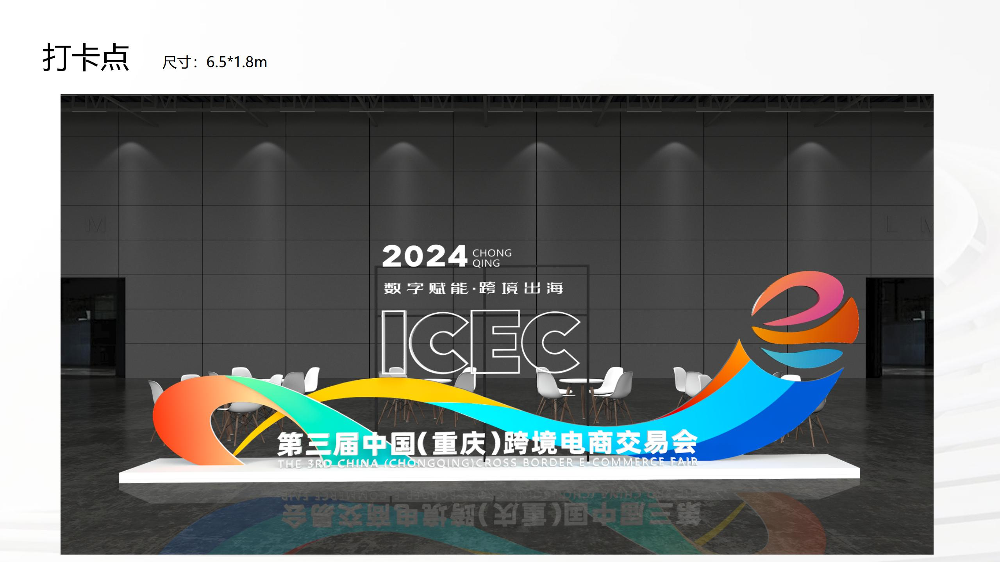 打卡点
尺寸：6.5*1.8m
2024 CHONG
QING
数字赋能·跨境出海
ICEC
第三届中国(重庆)跨境电商交易会
THE 3RD CHINA (CHONGQING)CROSS BORDER E-COMMERCE FAIR
M
L M